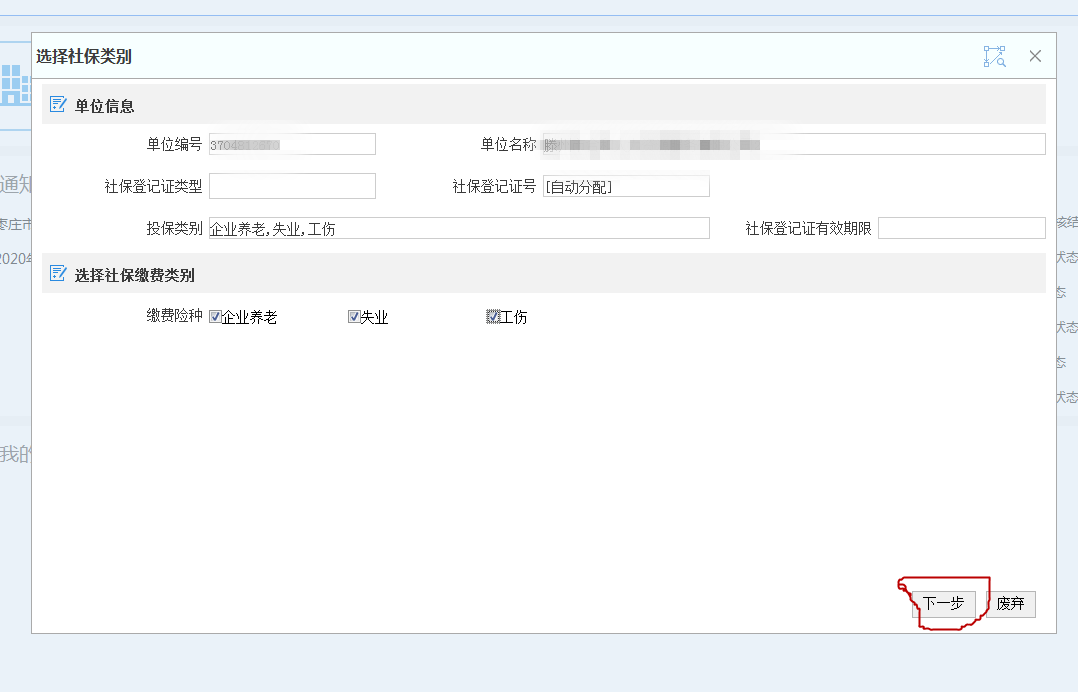 选择社保类别
单位信息
单位编号
单位名称
社保登记证类型
社保登记证号 [自动分配]
投保类别 企业养老,失业,工伤
社保登记证有效期限
选择社保缴费类别
缴费险种 企业养老 失业 工伤
下一步 废弃
通知
枣庄市
2020年
我的
核结
状态
态
状态
态
状态